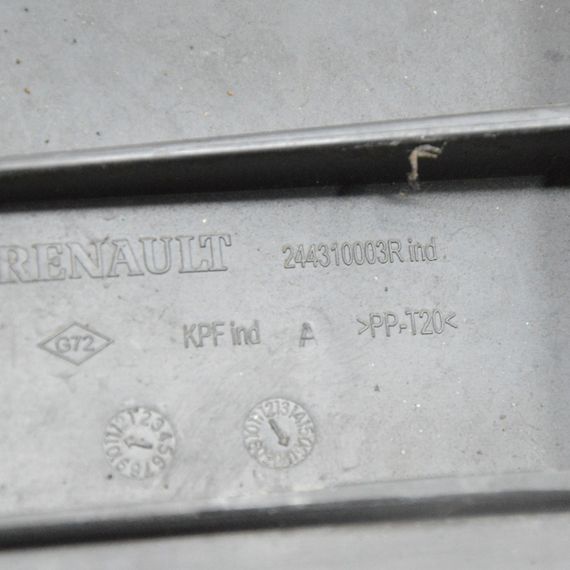 RENAULT 244310003R ind
G72 KPF ind A >PP-T20<